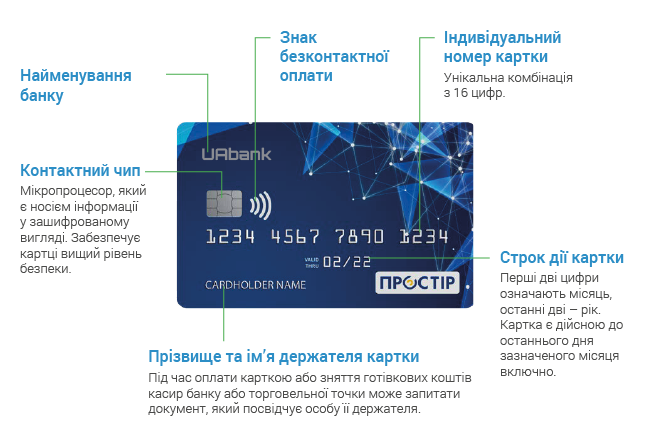 Найменування
банку
Знак
безконтактної
оплати
Індивідуальний
номер картки
Унікальна комбінація
з 16 цифр.
Контактний чип
Мікропроцесор, який
є носієм інформації
у зашифрованому
вигляді. Забезпечує
картці вищий рівень
безпеки.
UAbank
1234 4567 7890 1234
VALID
THRU 02/22
CARDHOLDER NAME
ПРОСТІР
Строк дії картки
Перші дві цифри
означають місяць,
останні дві – рік.
Картка є дійсною до
останнього дня
зазначеного місяця
включно.
Прізвище та ім’я держателя картки
Під час оплати карткою або зняття готівкових коштів
касир банку або торговельної точки може запитати
документ, який посвідчує особу її держателя.